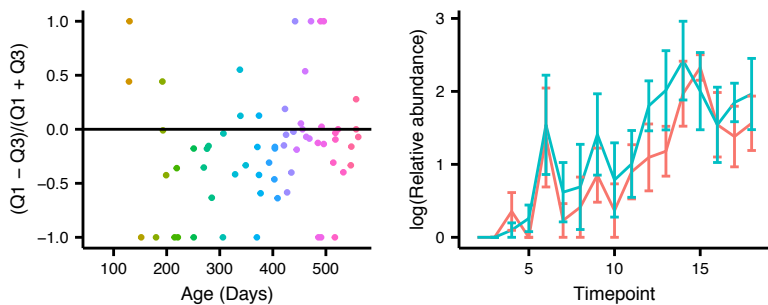 (Q1 − Q3)/(Q1 + Q3)
1.0
0.5
0.0
−0.5
−1.0
100 200 300 400 500
Age (Days)
log(Relative abundance)
3
2
1
0
5 10 15
Timepoint